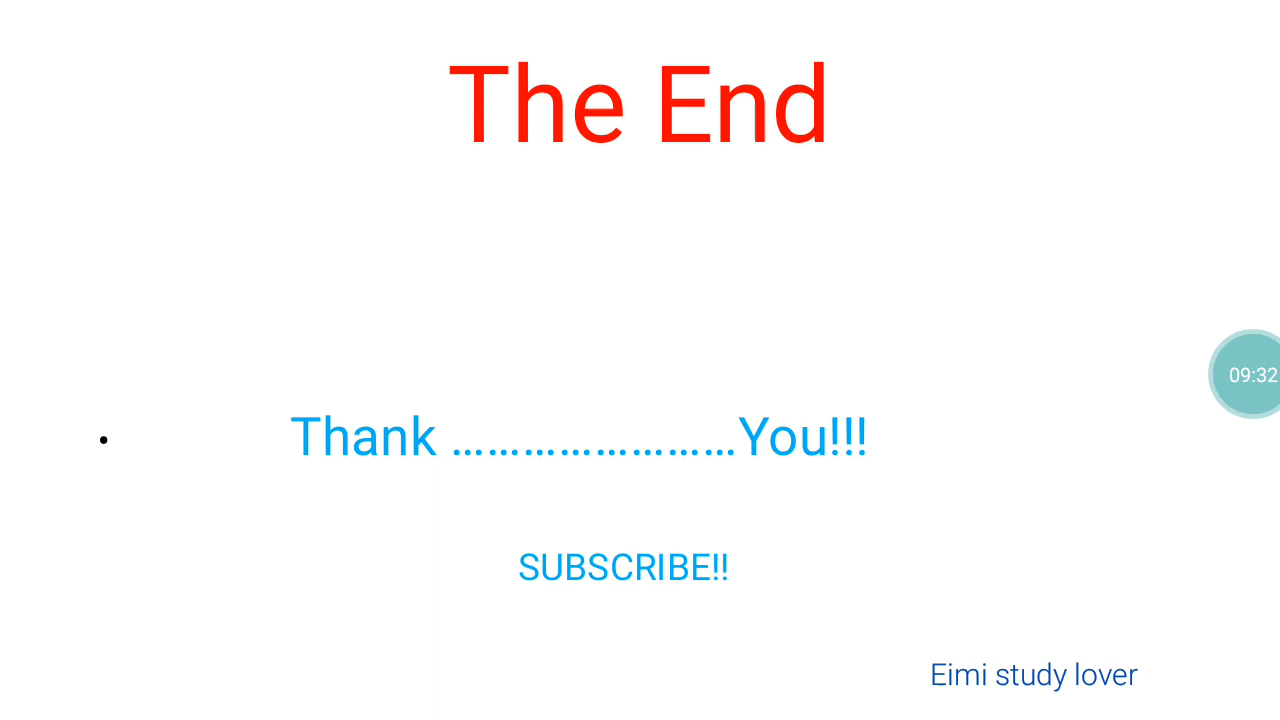 The End
09:32
• Thank ……………………You!!!
SUBSCRIBE!!
Eimi study lover